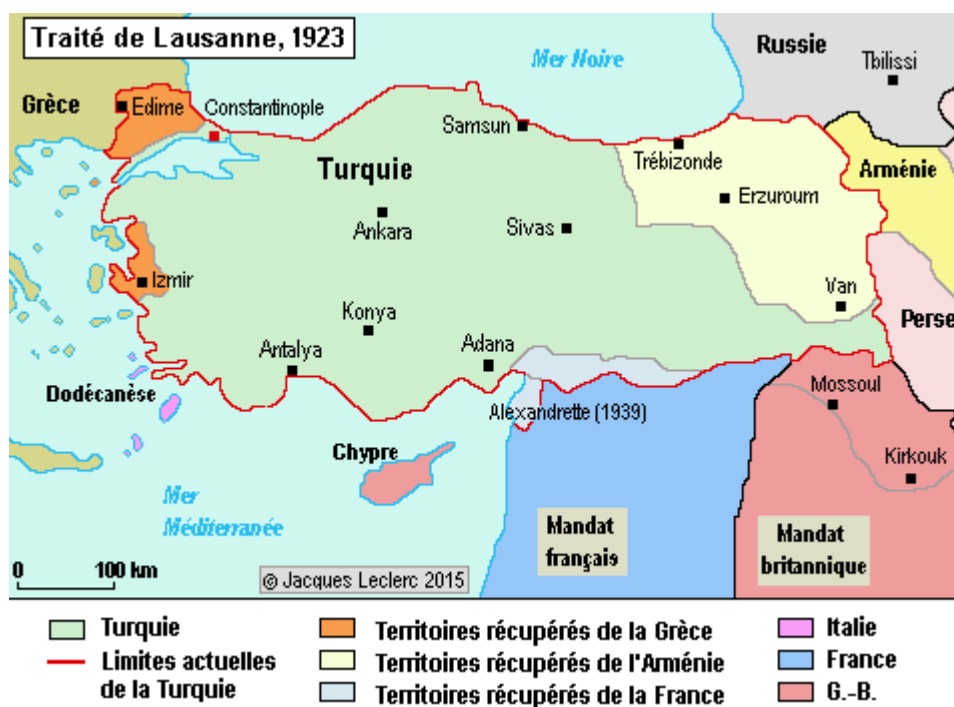 Traité de Lausanne, 1923
Russie
Tbilissi
Mer Noire
Grèce
Edime
Constantinople
Samsun
Trébizonde
Arménie
Turquie
Erzuroum
Ankara
Sivas
Izmir
Van
Konya
Perse
Antalya
Adana
Dodécanèse
Mossoul
Alexandrette (1939)
Chypre
Kirkouk
Mer
Méditerranée
Mandat
français
Mandat
britannique
0 100 km
© Jacques Leclerc 2015
Turquie
Limites actuelles
de la Turquie
Territoires récupérés de la Grèce
Territoires récupérés de l'Arménie
Territoires récupérés de la France
Italie
France
G.-B.